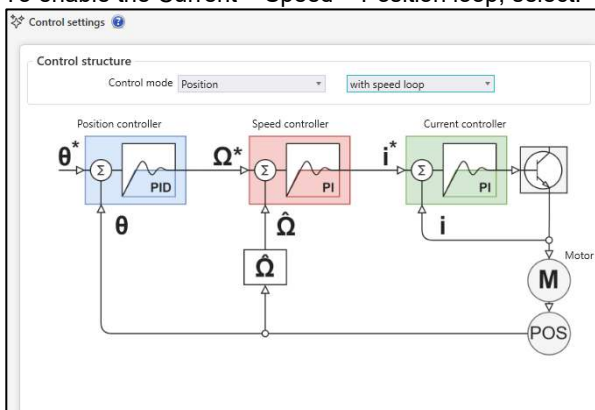 To enable the Current – Speed – Position loop, select:
Control settings ?
Control structure
Control mode Position with speed loop
Position controller Speed controller Current controller
θ* Σ PID Ω* Σ PI i* Σ PI
θ Ω̂ i
Ω̂ Motor
M
POS